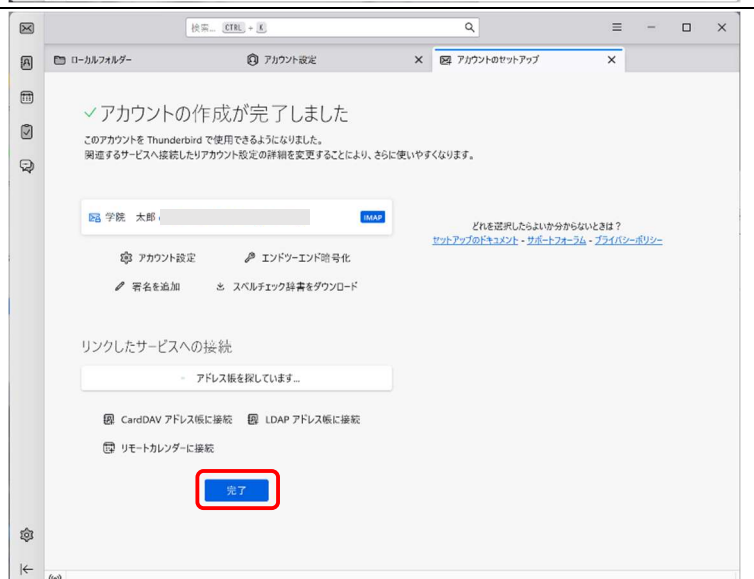 検索... CTRL + K
ローカルフォルダー
アカウント設定
アカウントのセットアップ
アカウントの作成が完了しました
このアカウントを Thunderbird で使用できるようになりました。
関連するサービスへ接続したりアカウント設定の詳細を変更することにより、さらに使いやすくなります。
学院 太郎
IMAP
どれを選択したらよいか分からないときは？
セットアップのドキュメント - サポートフォーラム - プライバシーポリシー
アカウント設定
エンドツーエンド暗号化
署名を追加
スペルチェック辞書をダウンロード
リンクしたサービスへの接続
アドレス帳を探しています...
CardDAV アドレス帳に接続
LDAP アドレス帳に接続
リモートカレンダーに接続
完了